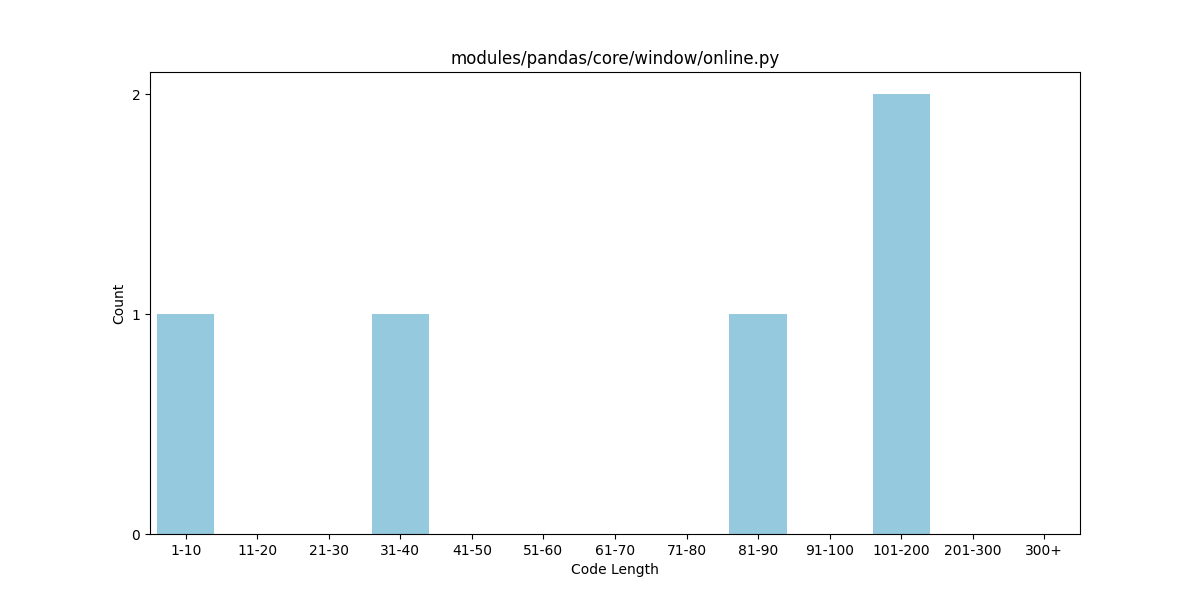 modules/pandas/core/window/online.py
Count
2
1
0
1-10 11-20 21-30 31-40 41-50 51-60 61-70 71-80 81-90 91-100 101-200 201-300 300+
Code Length